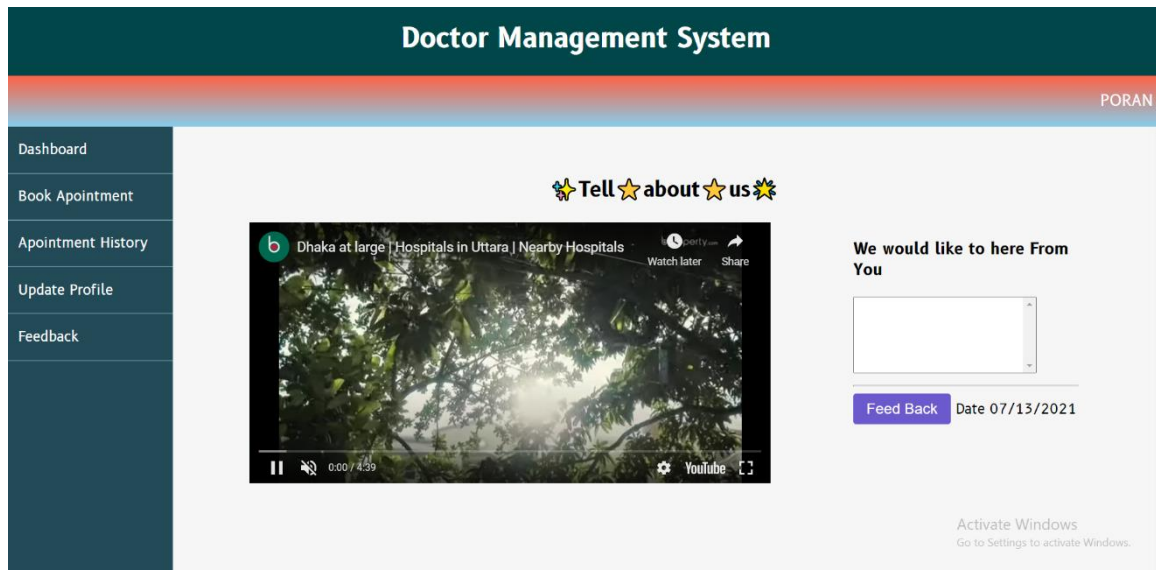 Doctor Management System
PORAN
Dashboard
Book Apointment
Apointment History
Update Profile
Feedback
✨Tell⭐about⭐us🌟
b Dhaka at large | Hospitals in Uttara | Nearby Hospitals
Watch later Share
0:00 / 4:39 YouTube
We would like to here From
You
Feed Back Date 07/13/2021
Activate Windows
Go to Settings to activate Windows.